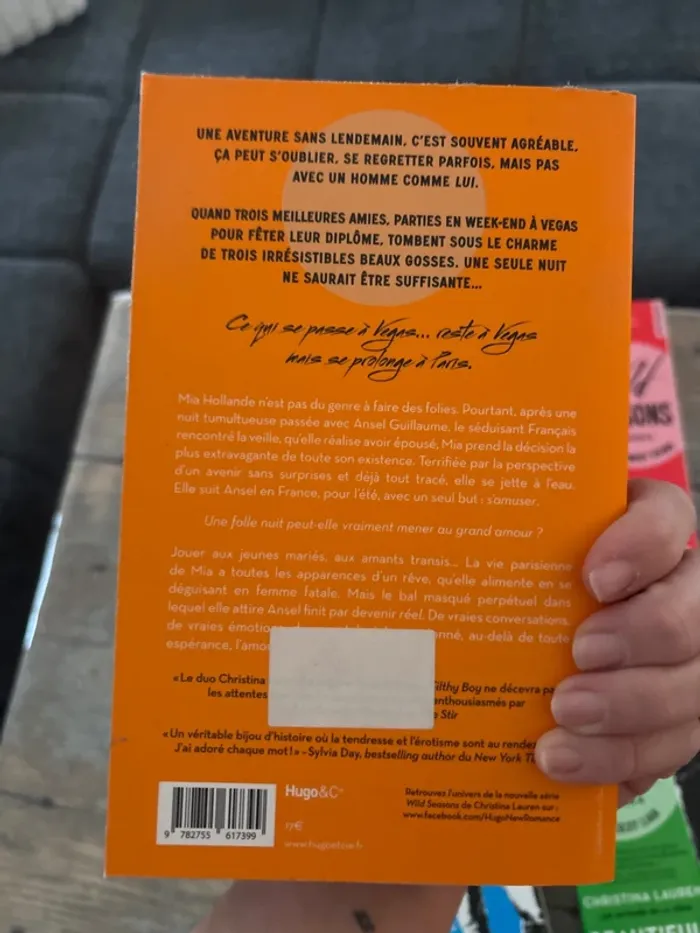 UNE AVENTURE SANS LENDEMAIN, C'EST SOUVENT AGRÉABLE,
ÇA PEUT S'OUBLIER, SE REGRETTER PARFOIS, MAIS PAS
AVEC UN HOMME COMME LUI.
QUAND TROIS MEILLEURES AMIES, PARTIES EN WEEK-END À VEGAS
POUR FÊTER LEUR DIPLÔME, TOMBENT SOUS LE CHARME
DE TROIS IRRÉSISTIBLES BEAUX GOSSES, UNE SEULE NUIT
NE SAURAIT ÊTRE SUFFISANTE...
Ce qui se passe à Vegas... reste à Vegas
mais se prolonge à Paris.
Mia Hollande n'est pas du genre à faire des folies. Pourtant, après une
nuit tumultueuse passée avec Ansel Guillaume, le séduisant Français
rencontré la veille, qu'elle réalise avoir épousé, Mia prend la décision la
plus extravagante de toute son existence. Terrifiée par la perspective
d'un avenir sans surprises et déjà tout tracé, elle se jette à l'eau.
Elle suit Ansel en France, pour l'été, avec un seul but : s'amuser.
Une folle nuit peut-elle vraiment mener au grand amour ?
Jouer aux jeunes mariés, aux amants transis... La vie parisienne
de Mia a toutes les apparences d'un rêve, qu'elle alimente en se
déguisant en femme fatale. Mais le bal masqué perpétuel dans
lequel elle attire Ansel finit par devenir réel. De vraies conversations,
de vraies au-delà de toute
espérance,
«Le duo Christina Filthy Boy ne décevra
les attentes enthousiasmés par
Stir
«Un véritable bijou d'histoire où la tendresse et l'érotisme sont au
J'ai adoré chaque mot!» – Sylvia Day, bestselling author du New York
Hugo&Cie
17€
www.hugoetcie.fr
Retrouvez l'univers de la nouvelle série
Wild Seasons de Christina Lauren sur :
www.facebook.com/HugoNewRomance
9 782755 617399
CHRISTINA LAUREN